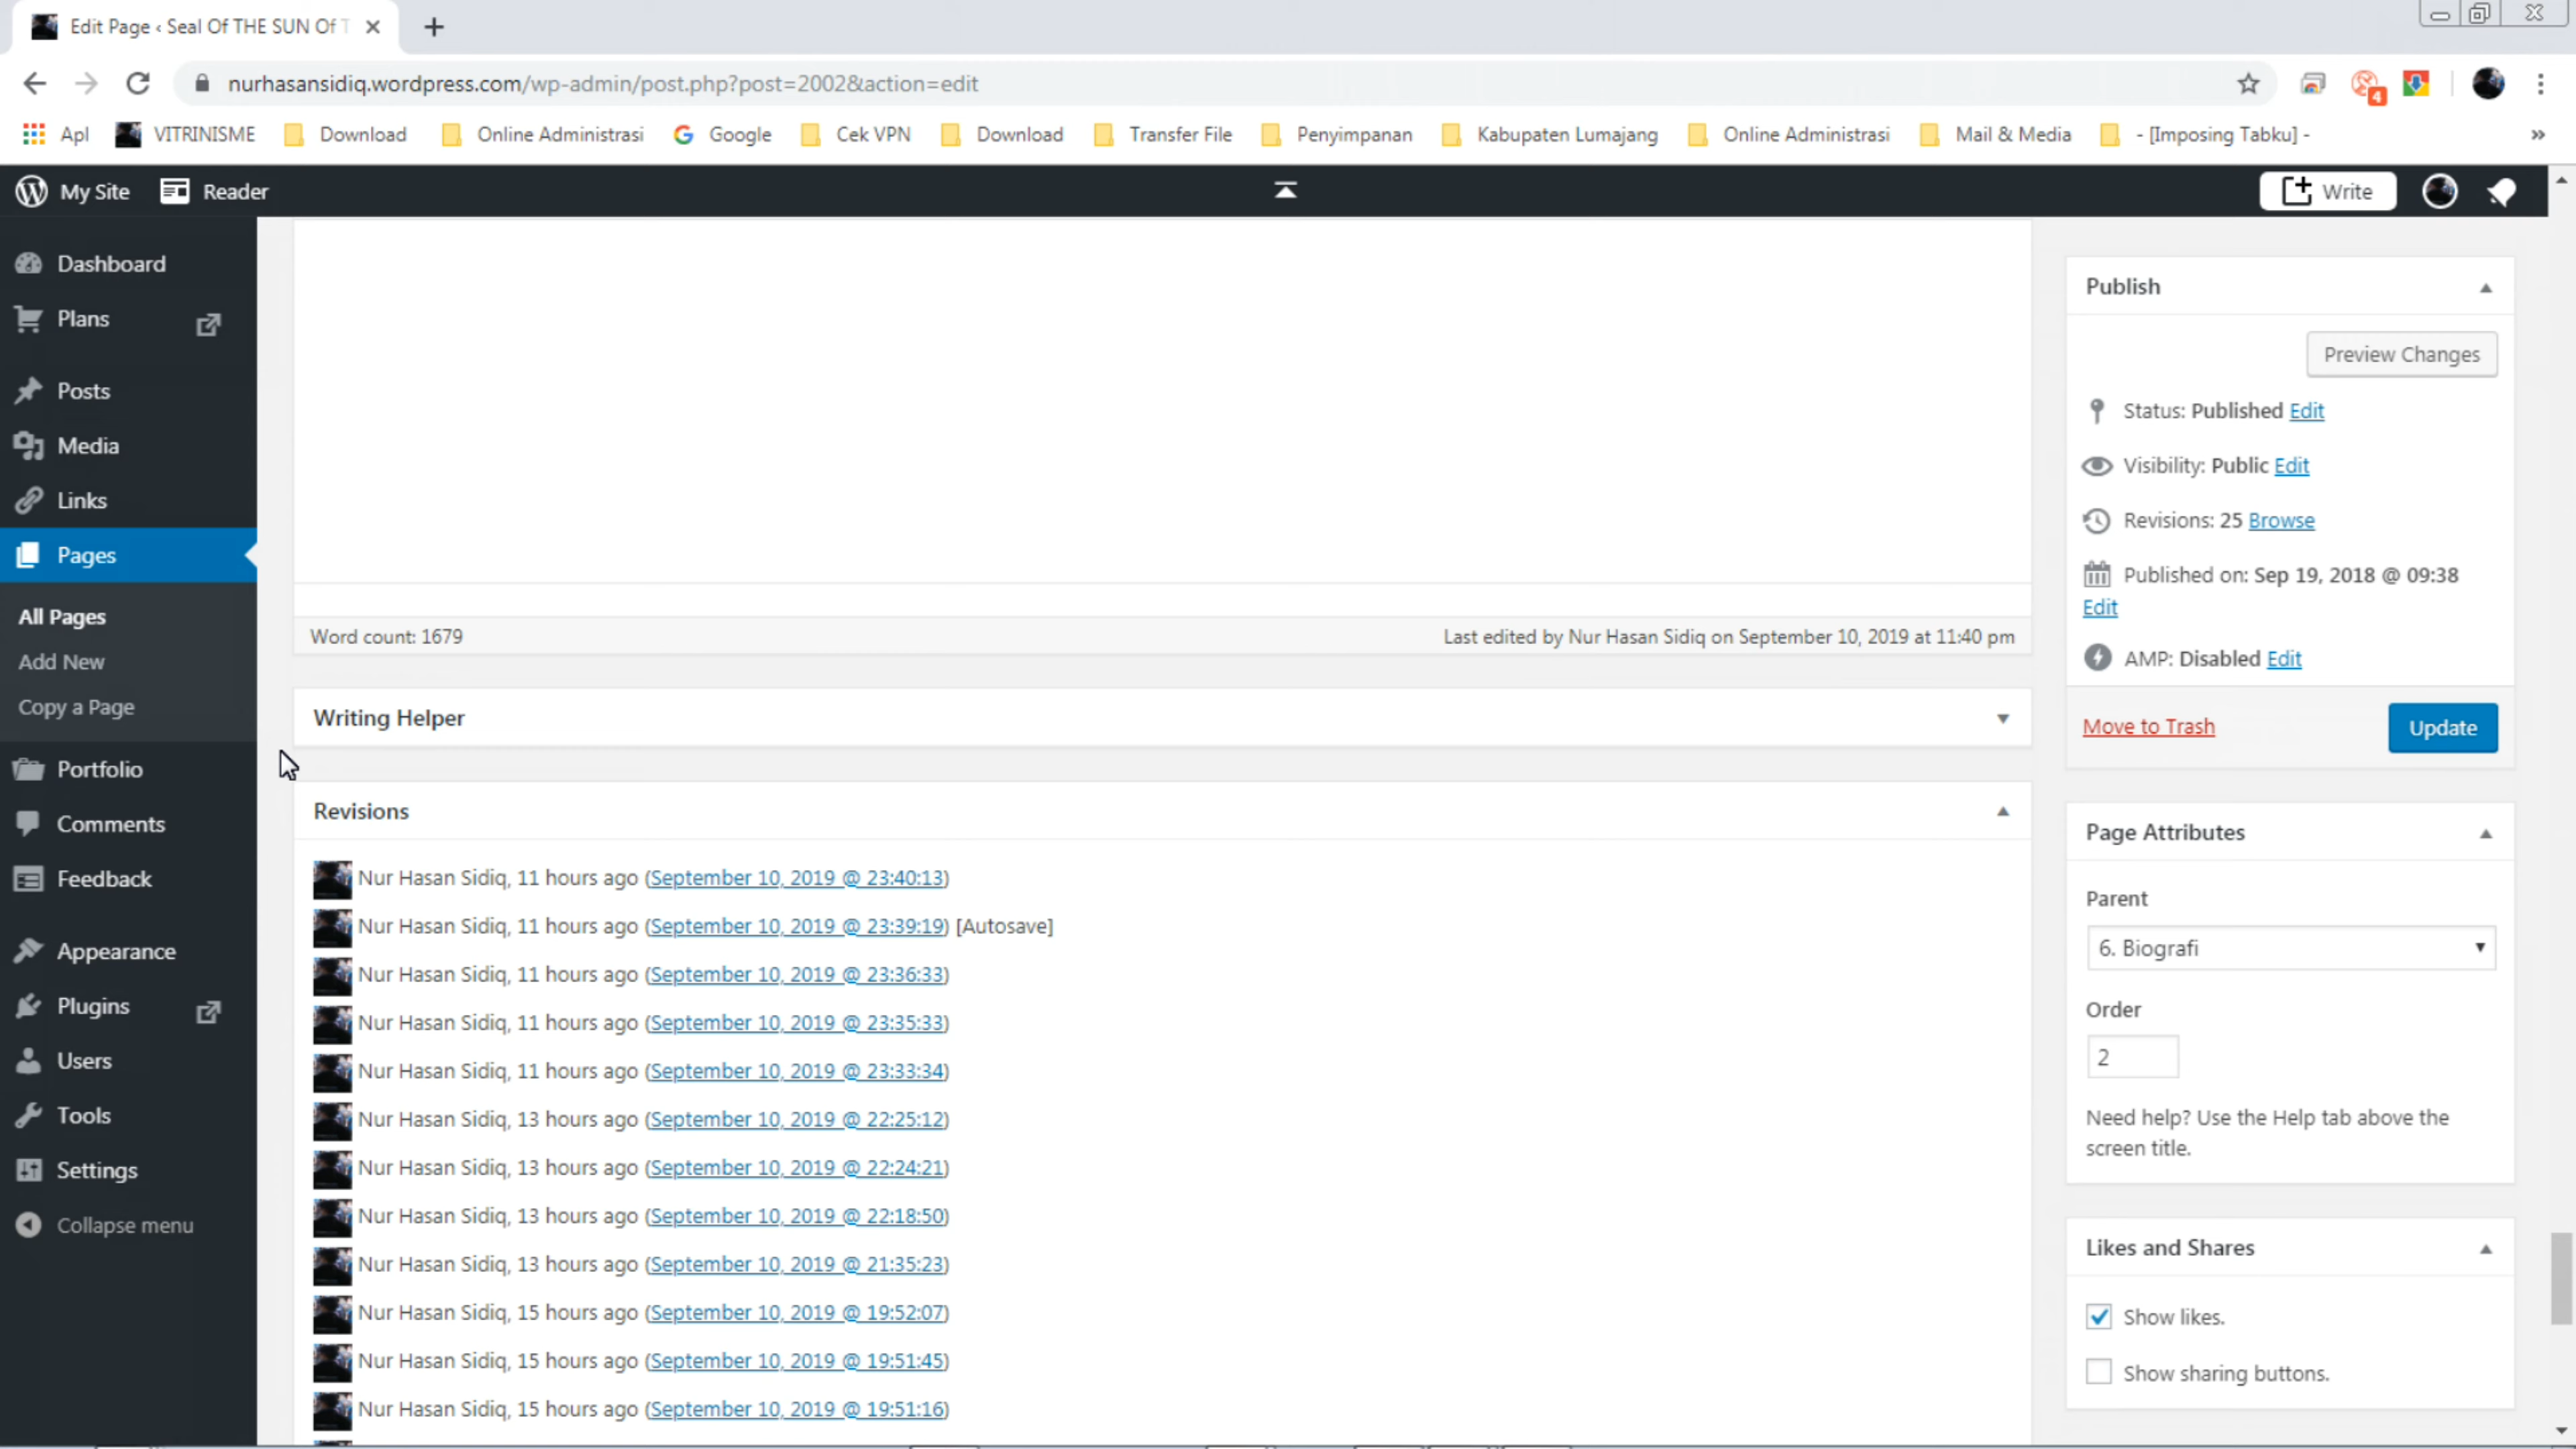 Edit Page ‹ Seal Of THE SUN Of T
nurhasansidiq.wordpress.com/wp-admin/post.php?post=2002&action=edit
4
Apl VITRINISME Download Online Administrasi Google Cek VPN Download Transfer File Penyimpanan Kabupaten Lumajang Online Administrasi Mail & Media - [Imposing Tabku] - »
My Site Reader Write
Dashboard
Plans
Posts
Media
Links
Pages
All Pages
Add New
Copy a Page
Portfolio
Comments
Feedback
Appearance
Plugins
Users
Tools
Settings
Collapse menu
Word count: 1679 Last edited by Nur Hasan Sidiq on September 10, 2019 at 11:40 pm
Writing Helper
Revisions
Nur Hasan Sidiq, 11 hours ago (September 10, 2019 @ 23:40:13)
Nur Hasan Sidiq, 11 hours ago (September 10, 2019 @ 23:39:19) [Autosave]
Nur Hasan Sidiq, 11 hours ago (September 10, 2019 @ 23:36:33)
Nur Hasan Sidiq, 11 hours ago (September 10, 2019 @ 23:35:33)
Nur Hasan Sidiq, 11 hours ago (September 10, 2019 @ 23:33:34)
Nur Hasan Sidiq, 13 hours ago (September 10, 2019 @ 22:25:12)
Nur Hasan Sidiq, 13 hours ago (September 10, 2019 @ 22:24:21)
Nur Hasan Sidiq, 13 hours ago (September 10, 2019 @ 22:18:50)
Nur Hasan Sidiq, 13 hours ago (September 10, 2019 @ 21:35:23)
Nur Hasan Sidiq, 15 hours ago (September 10, 2019 @ 19:52:07)
Nur Hasan Sidiq, 15 hours ago (September 10, 2019 @ 19:51:45)
Nur Hasan Sidiq, 15 hours ago (September 10, 2019 @ 19:51:16)
Publish
Preview Changes
Status: Published Edit
Visibility: Public Edit
Revisions: 25 Browse
Published on: Sep 19, 2018 @ 09:38
Edit
AMP: Disabled Edit
Move to Trash Update
Page Attributes
Parent
6. Biografi
Order
2
Need help? Use the Help tab above the
screen title.
Likes and Shares
Show likes.
Show sharing buttons.